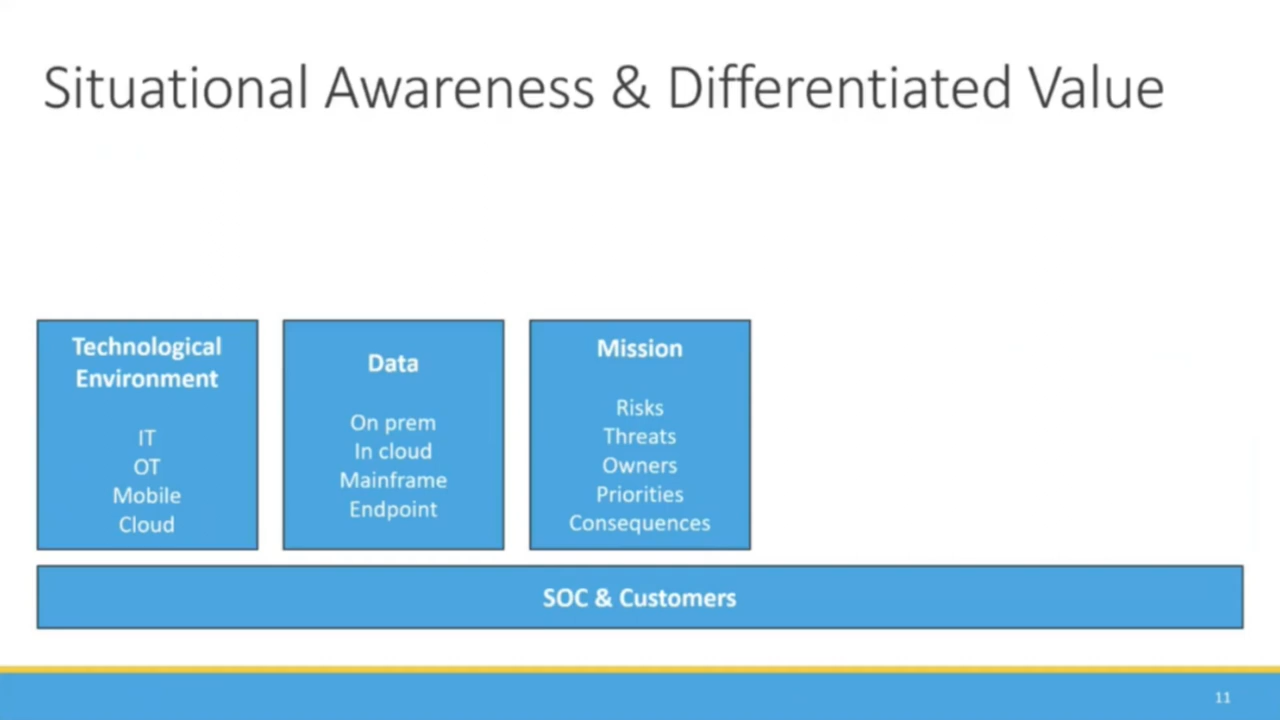 Situational Awareness & Differentiated Value
Technological
Environment
IT
OT
Mobile
Cloud
Data
On prem
In cloud
Mainframe
Endpoint
Mission
Risks
Threats
Owners
Priorities
Consequences
SOC & Customers
11